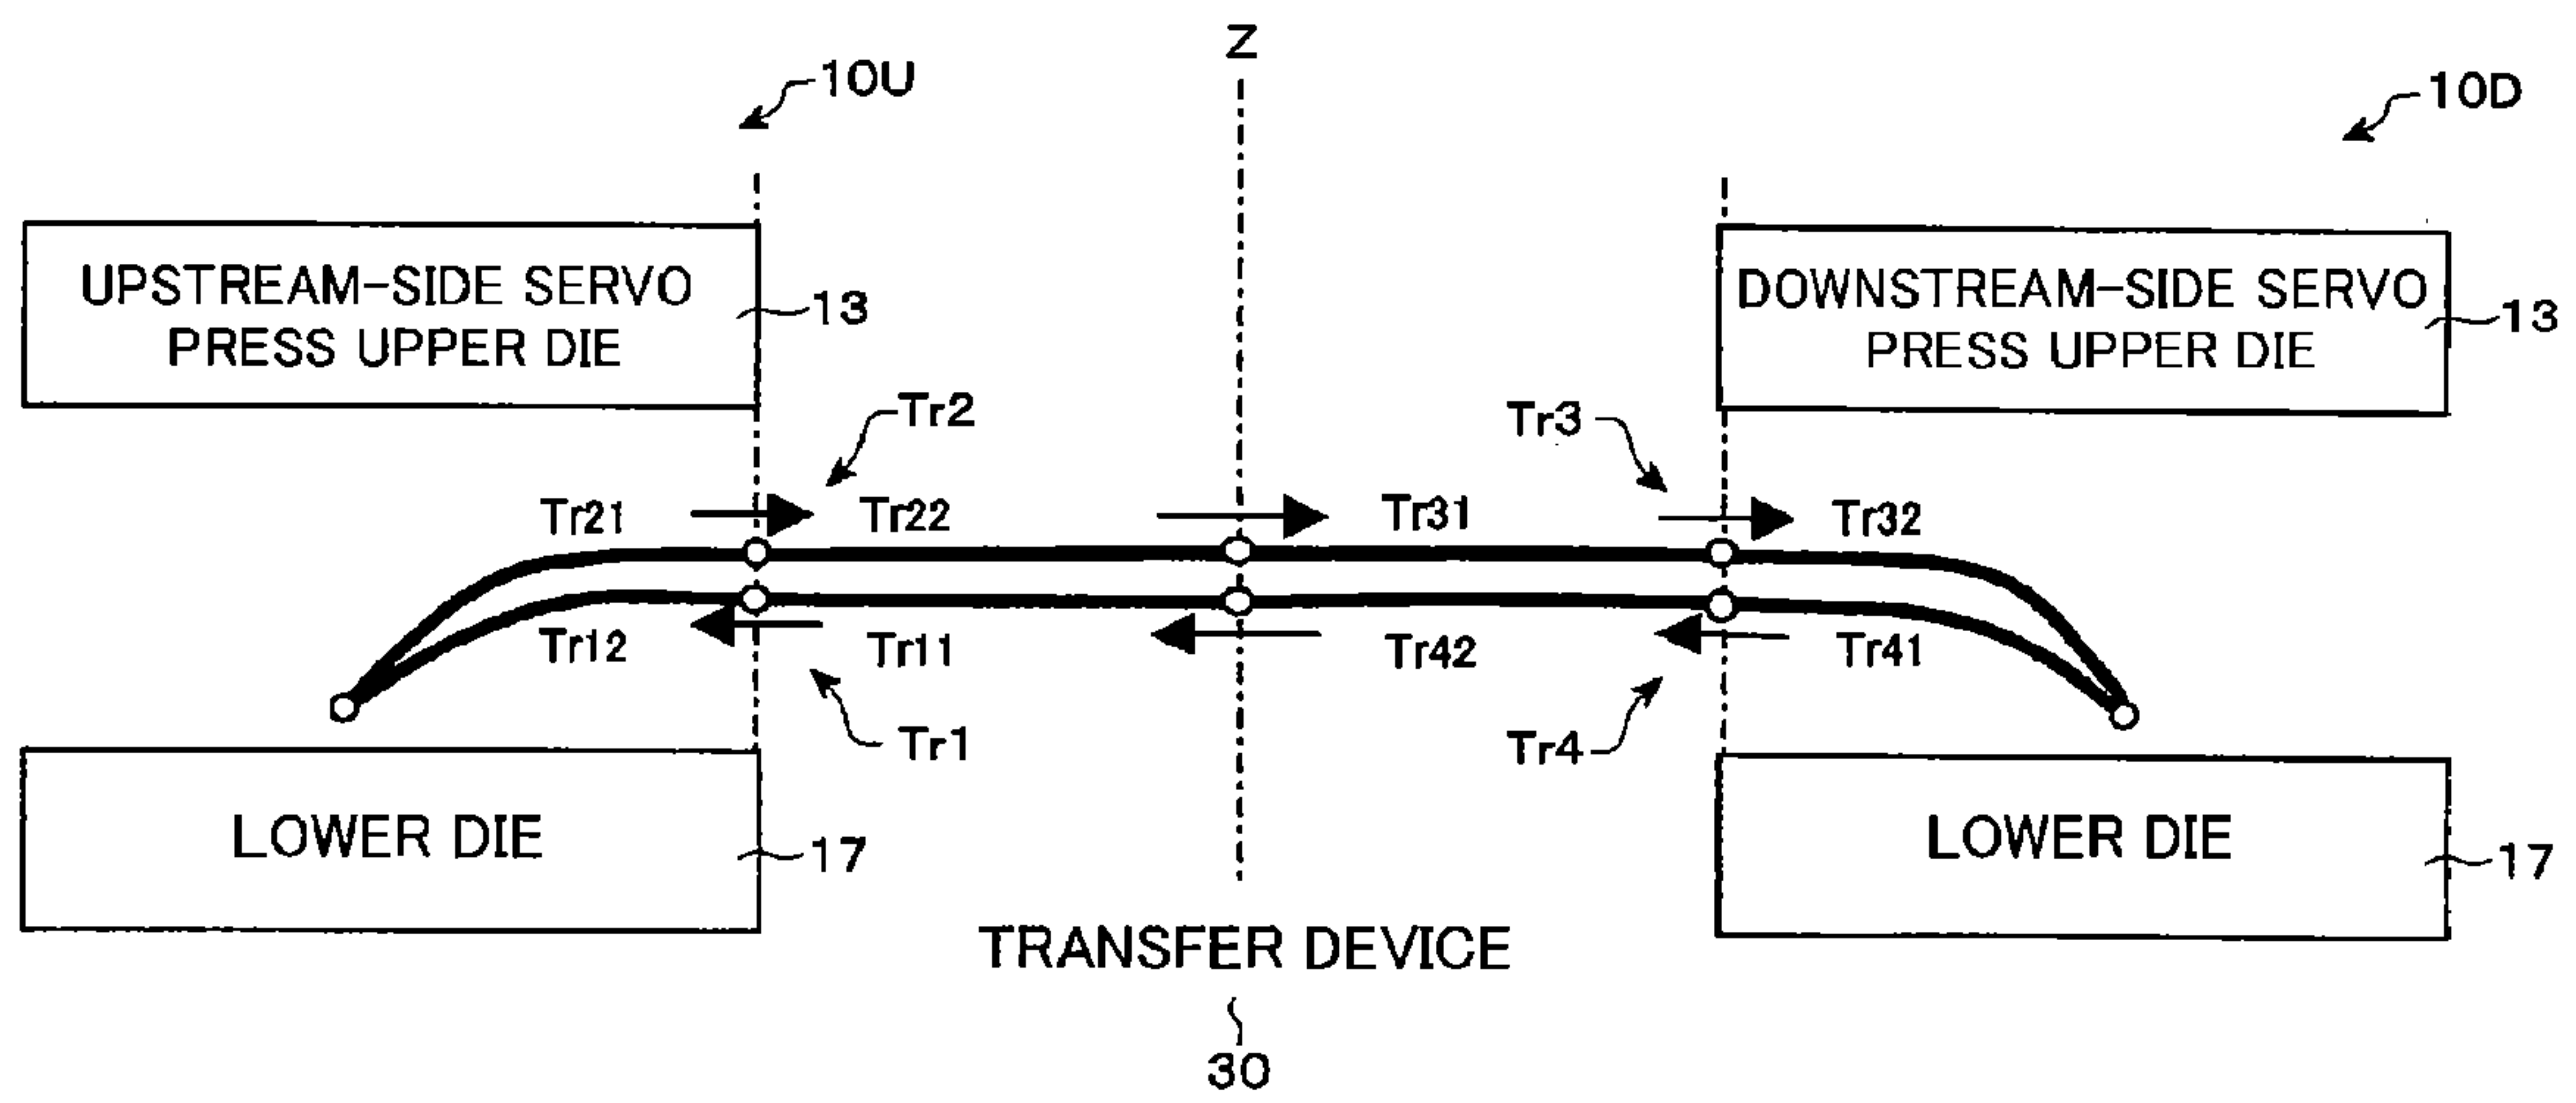 Z
10U
10D
UPSTREAM-SIDE SERVO
PRESS UPPER DIE
13
DOWNSTREAM-SIDE SERVO
PRESS UPPER DIE
13
Tr2
Tr3
Tr21
Tr22
Tr31
Tr32
Tr12
Tr11
Tr42
Tr41
Tr1
Tr4
LOWER DIE
17
LOWER DIE
17
TRANSFER DEVICE
30